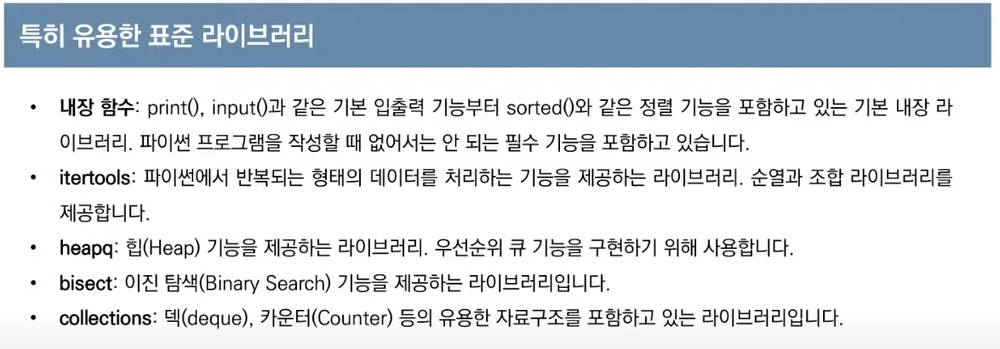 특히 유용한 표준 라이브러리
• 내장 함수: print(), input()과 같은 기본 입출력 기능부터 sorted()와 같은 정렬 기능을 포함하고 있는 기본 내장 라
이브러리. 파이썬 프로그램을 작성할 때 없어서는 안 되는 필수 기능을 포함하고 있습니다.
• itertools: 파이썬에서 반복되는 형태의 데이터를 처리하는 기능을 제공하는 라이브러리. 순열과 조합 라이브러리를
제공합니다.
• heapq: 힙(Heap) 기능을 제공하는 라이브러리. 우선순위 큐 기능을 구현하기 위해 사용합니다.
• bisect: 이진 탐색(Binary Search) 기능을 제공하는 라이브러리입니다.
• collections: 덱(deque), 카운터(Counter) 등의 유용한 자료구조를 포함하고 있는 라이브러리입니다.